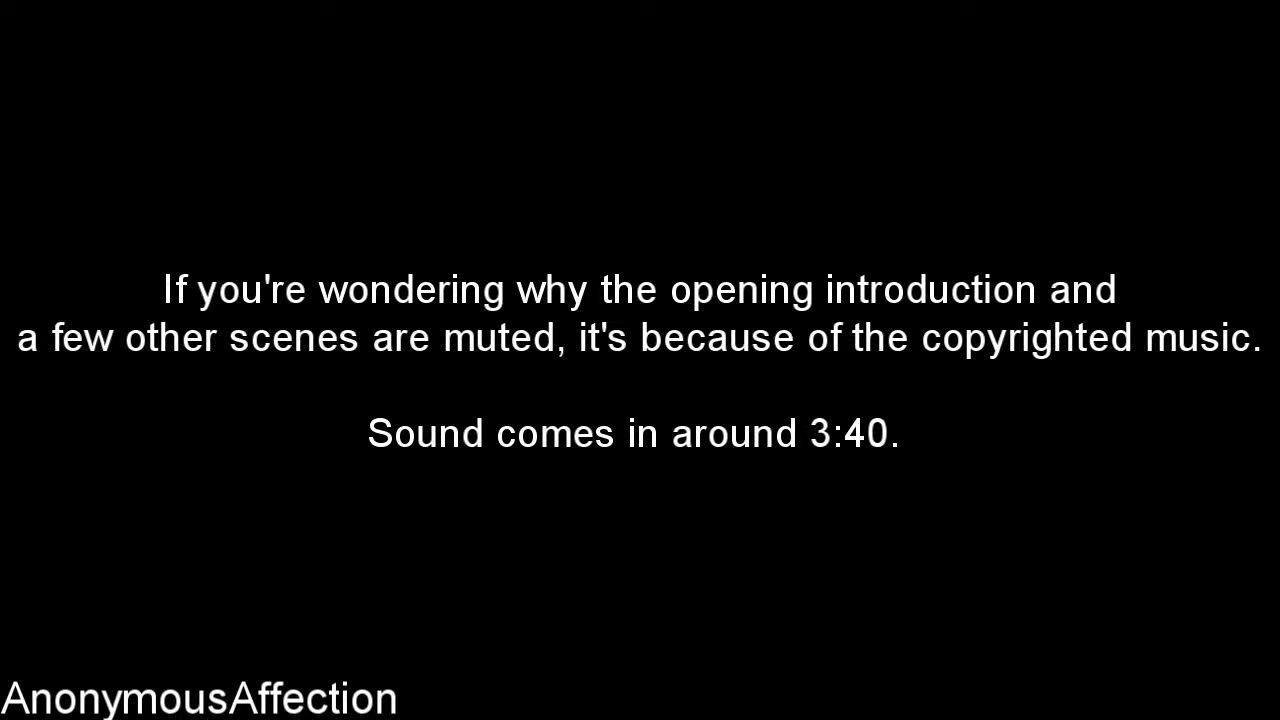 If you're wondering why the opening introduction and
a few other scenes are muted, it's because of the copyrighted music.
Sound comes in around 3:40.
AnonymousAffection